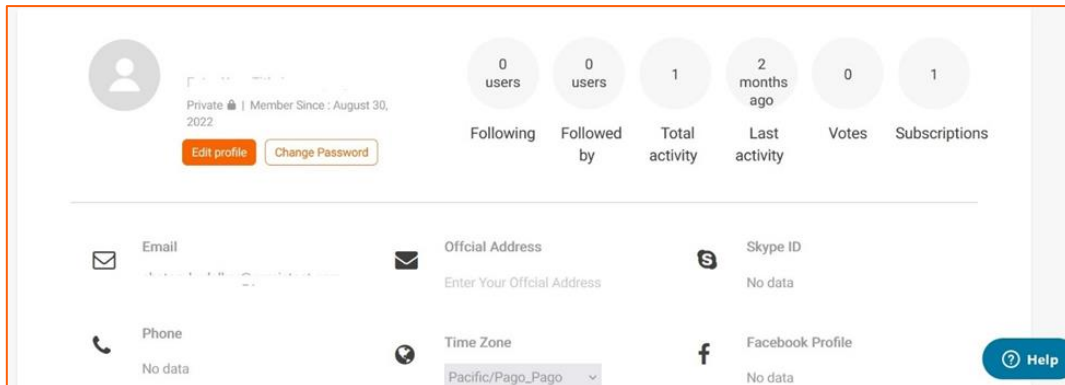 Private | Member Since : August 30,
2022
Edit profile
Change Password
0
users
Following
0
users
Followed
by
1
Total
activity
2
months
ago
Last
activity
0
Votes
1
Subscriptions
Email
Offcial Address
Enter Your Offcial Address
Skype ID
No data
Phone
No data
Time Zone
Pacific/Pago_Pago
Facebook Profile
No data
Help